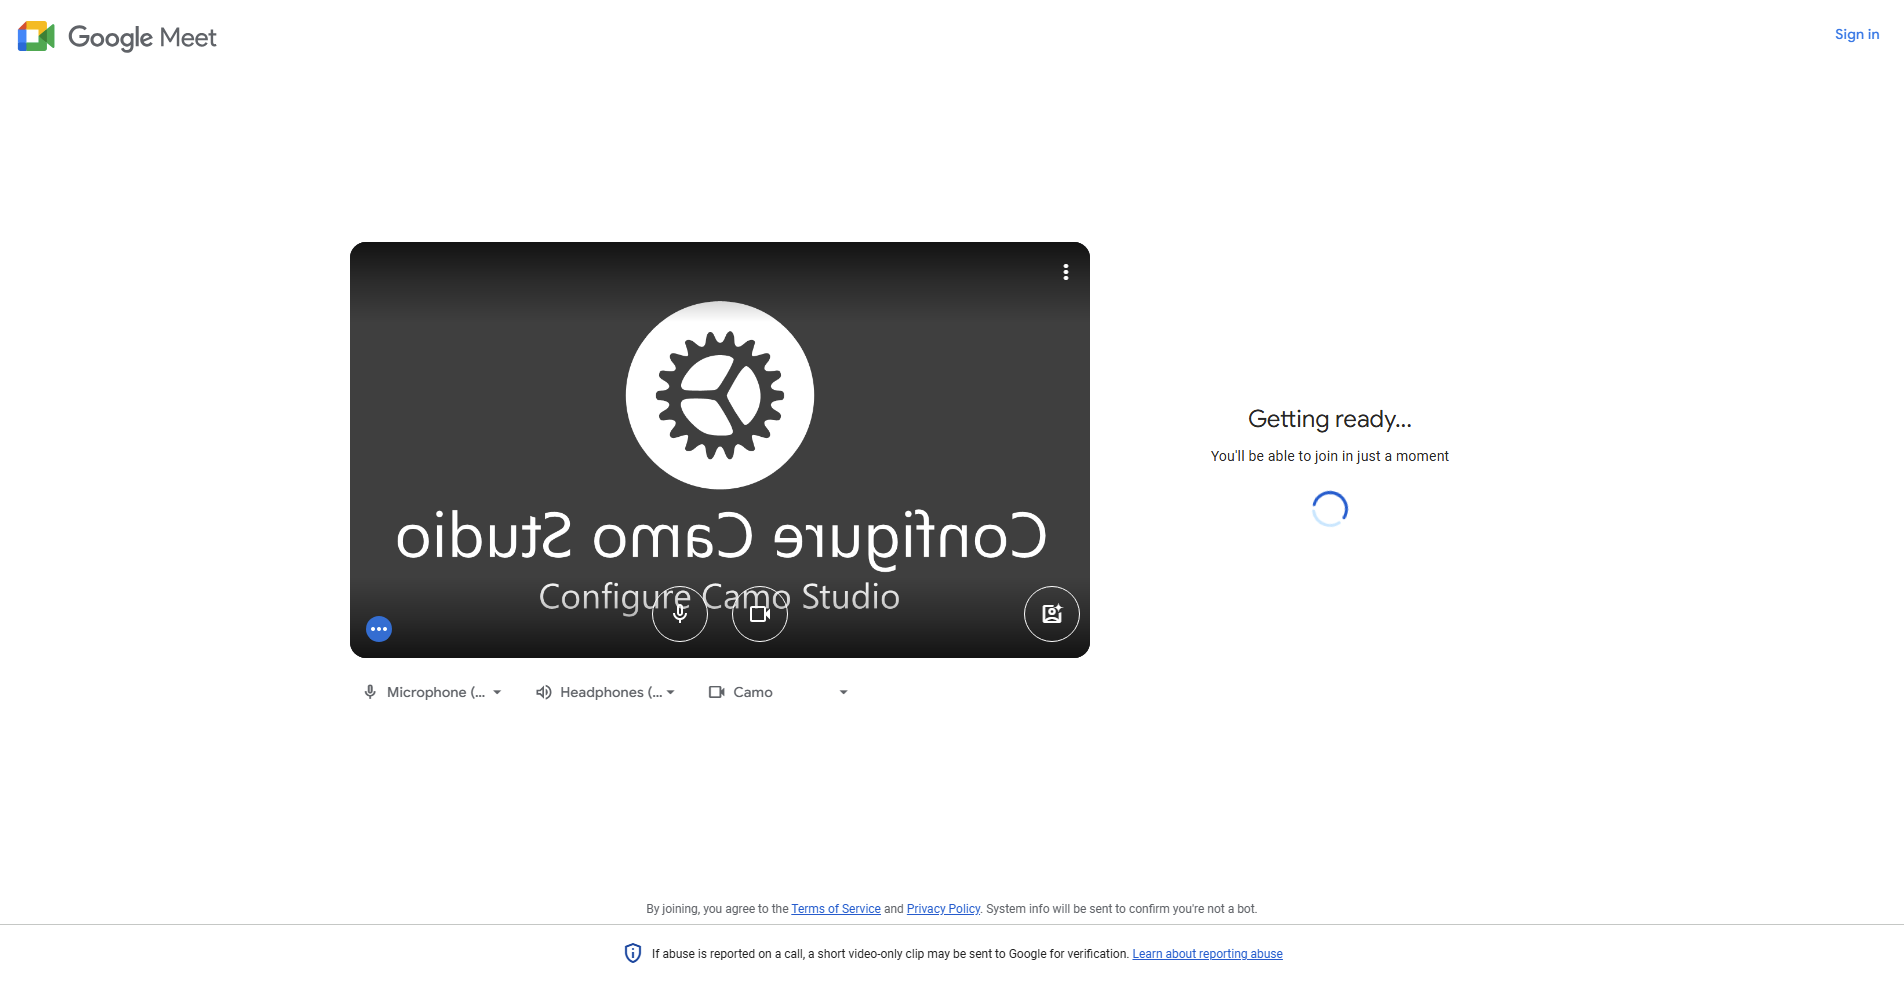 Google Meet
Sign in
Configure Camo Studio
Configure Camo Studio
Getting ready...
You'll be able to join in just a moment
Microphone (...
Headphones (...
Camo
By joining, you agree to the Terms of Service and Privacy Policy. System info will be sent to confirm you're not a bot.
If abuse is reported on a call, a short video-only clip may be sent to Google for verification. Learn about reporting abuse